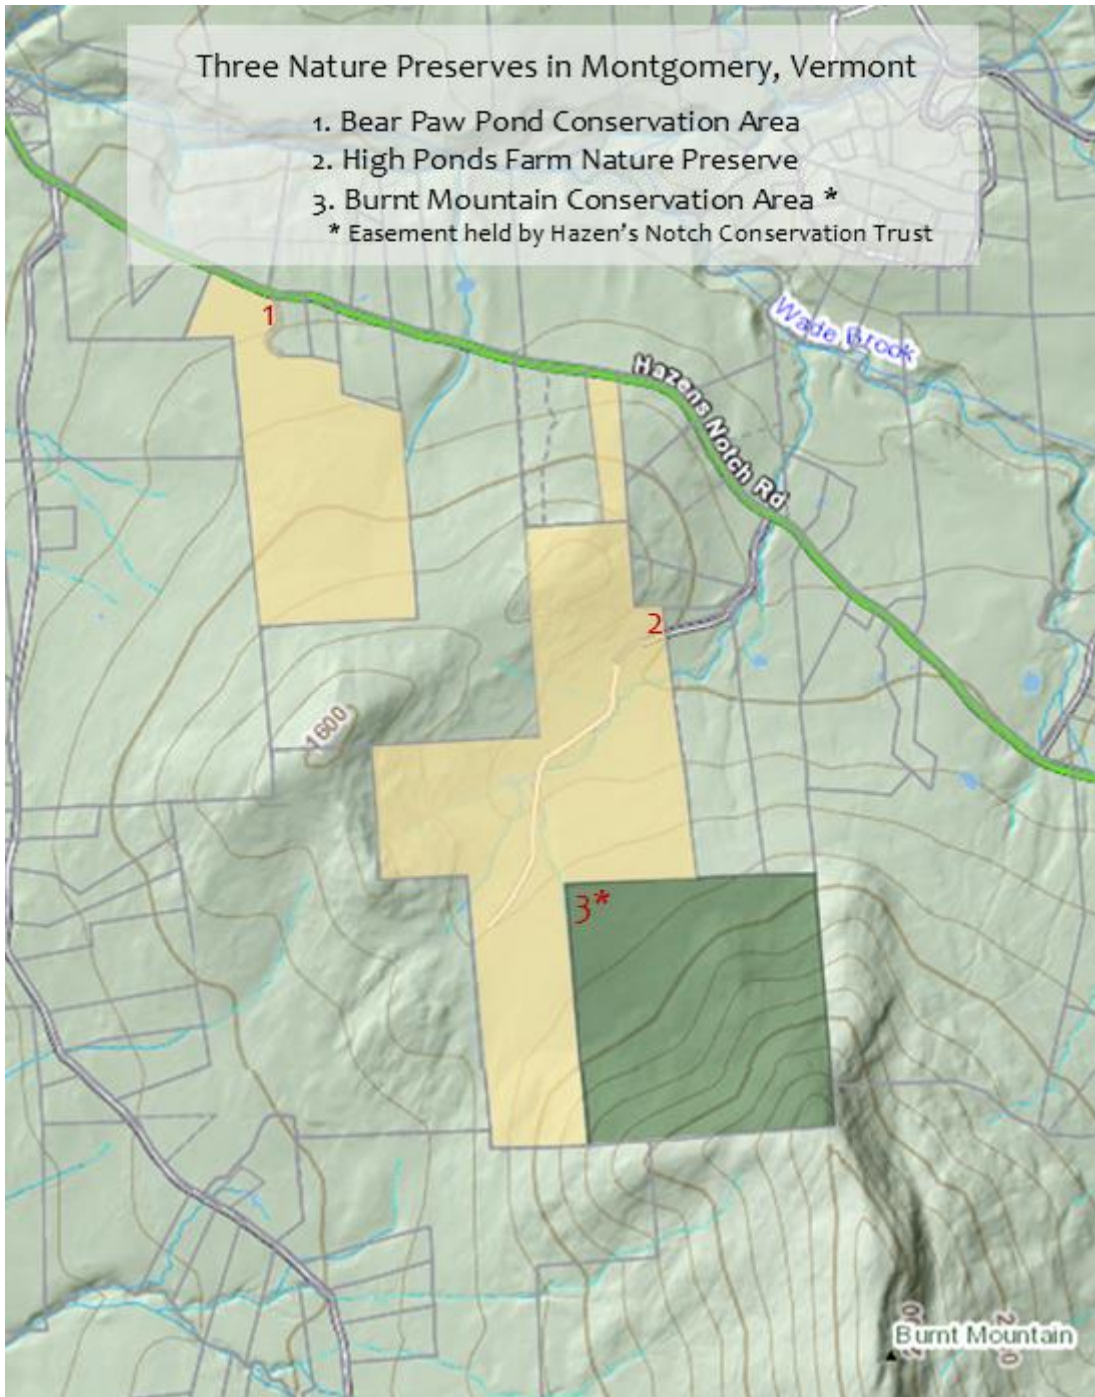 Three Nature Preserves in Montgomery, Vermont
1. Bear Paw Pond Conservation Area
2. High Ponds Farm Nature Preserve
3. Burnt Mountain Conservation Area *
* Easement held by Hazen's Notch Conservation Trust
1
Wade Brook
Hazens Notch Rd
2
1600
3*
Burnt Mountain